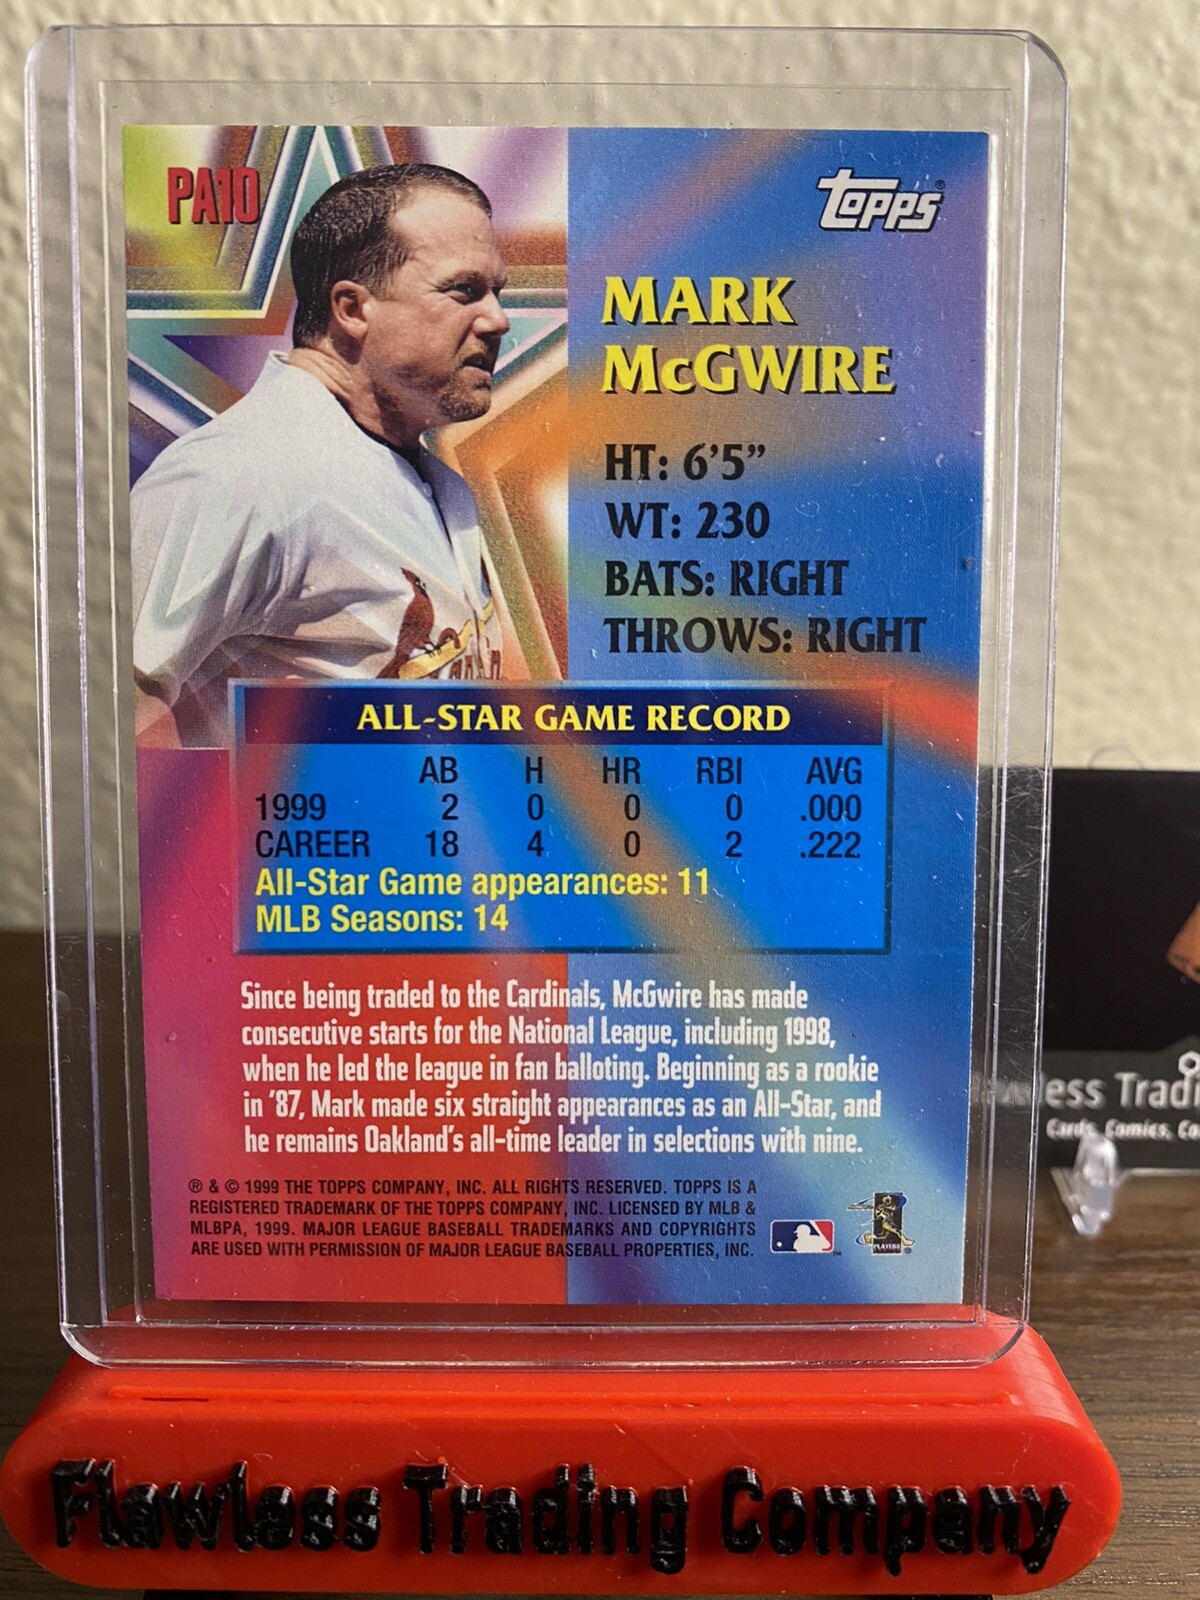 PA10
Topps®
MARK
McGWIRE
HT: 6'5"
WT: 230
BATS: RIGHT
THROWS: RIGHT
ALL-STAR GAME RECORD
AB H HR RBI AVG
1999 2 0 0 0 .000
CAREER 18 4 0 2 .222
All-Star Game appearances: 11
MLB Seasons: 14
Since being traded to the Cardinals, McGwire has made
consecutive starts for the National League, including 1998,
when he led the league in fan balloting. Beginning as a rookie
in '87, Mark made six straight appearances as an All-Star, and
he remains Oakland's all-time leader in selections with nine.
® & © 1999 THE TOPPS COMPANY, INC. ALL RIGHTS RESERVED. TOPPS IS A
REGISTERED TRADEMARK OF THE TOPPS COMPANY, INC. LICENSED BY MLB &
MLBPA, 1999. MAJOR LEAGUE BASEBALL TRADEMARKS AND COPYRIGHTS
ARE USED WITH PERMISSION OF MAJOR LEAGUE BASEBALL PROPERTIES, INC.
PLAYERS
Cards, Comics,
Flawless Trading Company